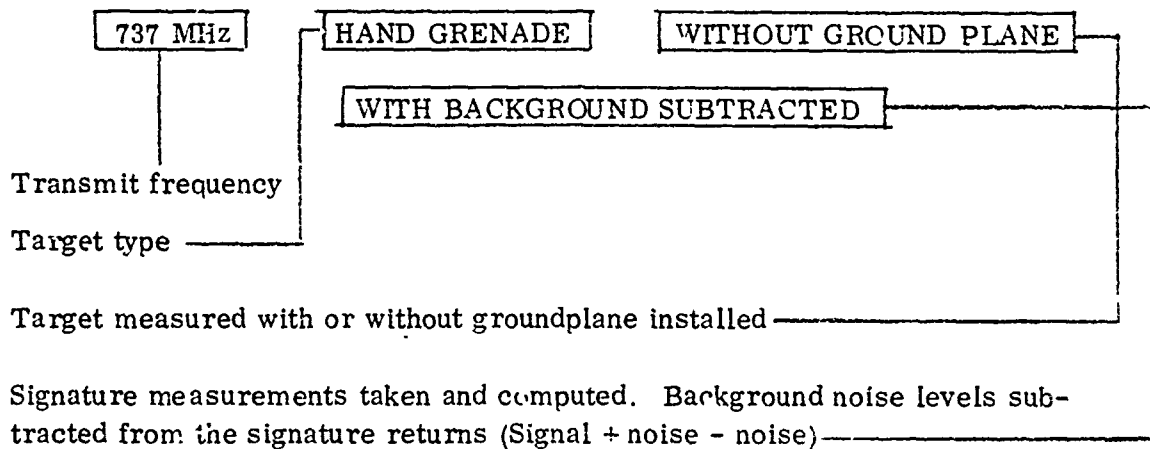 737 MHz HAND GRENADE WITHOUT GROUND PLANE
WITH BACKGROUND SUBTRACTED
Transmit frequency
Target type
Target measured with or without groundplane installed
Signature measurements taken and computed. Background noise levels sub-
tracted from the signature returns (Signal + noise - noise)